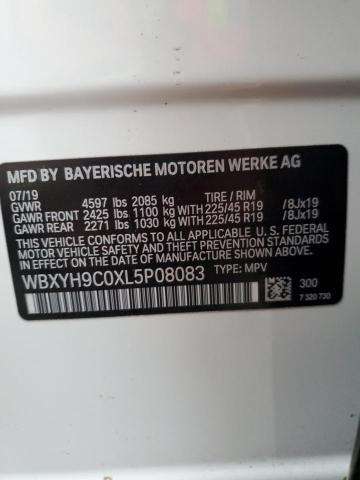 MFD BY BAYERISCHE MOTOREN WERKE AG
07/19 TIRE / RIM
GVWR 4597 lbs 2085 kg
GAWR FRONT 2425 lbs 1100 kg WITH 225/45 R19 /8Jx19
GAWR REAR 2271 lbs 1030 kg WITH 225/45 R19 /8Jx19
THIS VEHICLE CONFORMS TO ALL APPLICABLE U. S. FEDERAL
MOTOR VEHICLE SAFETY, BUMPER, AND THEFT PREVENTION
STANDARDS IN EFFECT ON THE DATE OF MANUFACTURE SHOWN ABOVE.
WBXYH9C0XL5P08083 TYPE: MPV
300
7 320 730